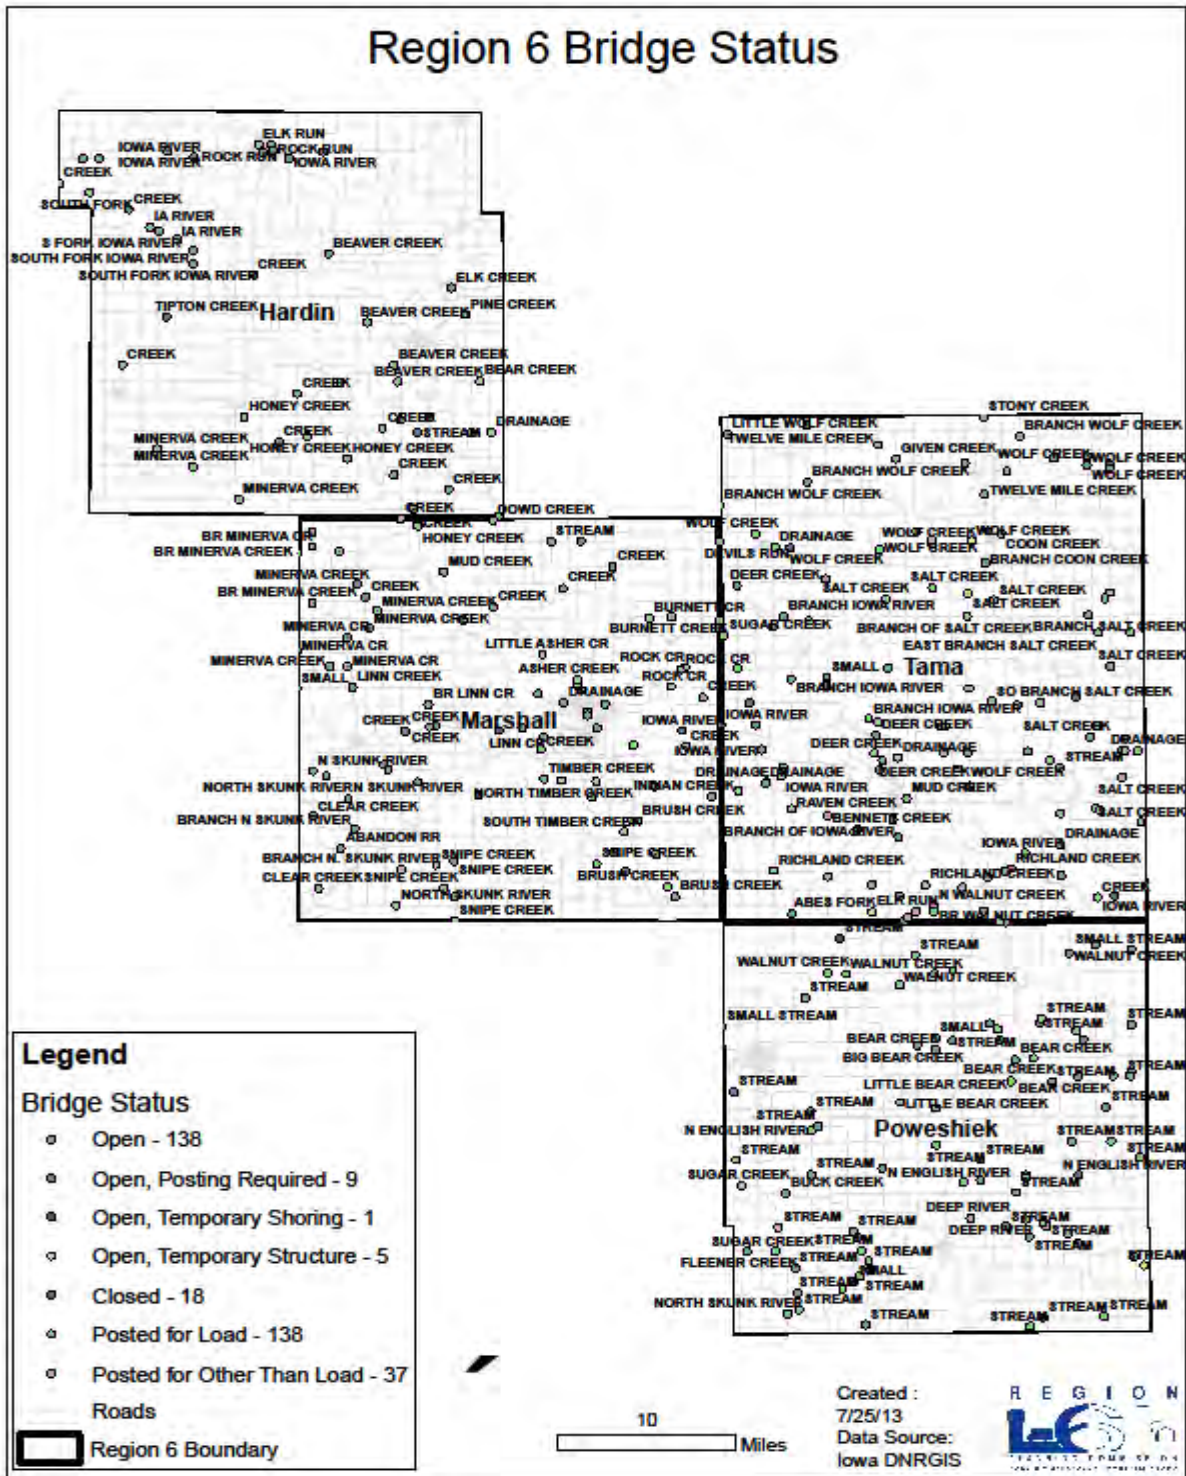 Region 6 Bridge Status
ELK RUN
IOWA RIVER
ROCK RUN
ROCK RUN
IOWA RIVER
IOWA RIVER
CREEK
SOUTH FORK
CREEK
IA RIVER
IA RIVER
S FORK IOWA RIVER
BEAVER CREEK
SOUTH FORK IOWA RIVER
CREEK
SOUTH FORK IOWA RIVER
ELK CREEK
TIPTON CREEK
Hardin
BEAVER CREEK
PINE CREEK
CREEK
BEAVER CREEK
BEAVER CREEK
BEAR CREEK
CREEK
HONEY CREEK
CREEK
DRAINAGE
MINERVA CREEK
CREEK
STREAM
MINERVA CREEK
HONEY CREEK
HONEY CREEK
CREEK
MINERVA CREEK
CREEK
STONY CREEK
LITTLE WOLF CREEK
BRANCH WOLF CREEK
TWELVE MILE CREEK
GIVEN CREEK
WOLF CREEK
WOLF CREEK
BRANCH WOLF CREEK
WOLF CREEK
BRANCH WOLF CREEK
TWELVE MILE CREEK
CREEK
DOWD CREEK
CREEK
BR MINERVA CR
HONEY CREEK
STREAM
WOLF CREEK
DRAINAGE
WOLF CREEK
WOLF CREEK
BR MINERVA CREEK
MUD CREEK
CREEK
DEVILS RUN
WOLF CREEK
WOLF CREEK
COON CREEK
BRANCH COON CREEK
MINERVA CREEK
CREEK
CREEK
DEER CREEK
SALT CREEK
SALT CREEK
SALT CREEK
BR MINERVA CREEK
MINERVA CREEK
CREEK
BURNETT CR
BRANCH IOWA RIVER
SALT CREEK
MINERVA CR
MINERVA CREEK
BURNETT CREEK
SUGAR CREEK
BRANCH OF SALT CREEK
BRANCH SALT CREEK
MINERVA CR
LITTLE ASHER CR
EAST BRANCH SALT CREEK
MINERVA CREEK
MINERVA CR
ASHER CREEK
ROCK CR
ROCK CR
SMALL
Tama
SALT CREEK
SMALL
LINN CREEK
ROCK CR
BRANCH IOWA RIVER
BR LINN CR
DRAINAGE
CREEK
SO BRANCH SALT CREEK
CREEK
CREEK
Marshall
IOWA RIVER
IOWA RIVER
BRANCH IOWA RIVER
DEER CREEK
SALT CREEK
CREEK
LINN CR
CREEK
CREEK
IOWA RIVER
DEER CREEK
DRAINAGE
DRAINAGE
STREAM
N SKUNK RIVER
TIMBER CREEK
DRAINAGE
DRAINAGE
DEER CREEK
WOLF CREEK
NORTH SKUNK RIVER
N SKUNK RIVER
NORTH TIMBER CREEK
INDIAN CREEK
IOWA RIVER
MUD CREEK
SALT CREEK
CLEAR CREEK
BRUSH CREEK
RAVEN CREEK
BENNETT CREEK
SALT CREEK
BRANCH N SKUNK RIVER
SOUTH TIMBER CREEK
BRANCH OF IOWA RIVER
DRAINAGE
ABANDON RR
IOWA RIVER
BRANCH N. SKUNK RIVER
SNIPE CREEK
SNIPE CREEK
RICHLAND CREEK
RICHLAND CREEK
SNIPE CREEK
BRUSH CREEK
RICHLAND CREEK
CLEAR CREEK
SNIPE CREEK
BRUSH CREEK
N WALNUT CREEK
CREEK
NORTH SKUNK RIVER
ABES FORK
ELK RUN
IOWA RIVER
SNIPE CREEK
BR WALNUT CREEK
STREAM
STREAM
SMALL STREAM
WALNUT CREEK
WALNUT CREEK
WALNUT CREEK
WALNUT CREEK
STREAM
SMALL STREAM
STREAM
STREAM
SMALL
STREAM
BEAR CREEK
STREAM
BEAR CREEK
BIG BEAR CREEK
BEAR CREEK
STREAM
STREAM
STREAM
LITTLE BEAR CREEK
BEAR CREEK
LITTLE BEAR CREEK
STREAM
STREAM
N ENGLISH RIVER
Poweshiek
STREAM
STREAM
STREAM
STREAM
STREAM
STREAM
STREAM
N ENGLISH RIVER
SUGAR CREEK
N ENGLISH RIVER
BUCK CREEK
STREAM
DEEP RIVER
STREAM
STREAM
STREAM
DEEP RIVER
STREAM
SUGAR CREEK
STREAM
STREAM
FLEENER CREEK
STREAM
STREAM
STREAM
SMALL
STREAM
STREAM
NORTH SKUNK RIVER
STREAM
STREAM
STREAM
STREAM
STREAM
Legend
Bridge Status
Open - 138
Open, Posting Required - 9
Open, Temporary Shoring - 1
Open, Temporary Structure - 5
Closed - 18
Posted for Load - 138
Posted for Other Than Load - 37
Roads
Region 6 Boundary
10
Miles
Created :
7/25/13
Data Source:
Iowa DNRGIS
REGION